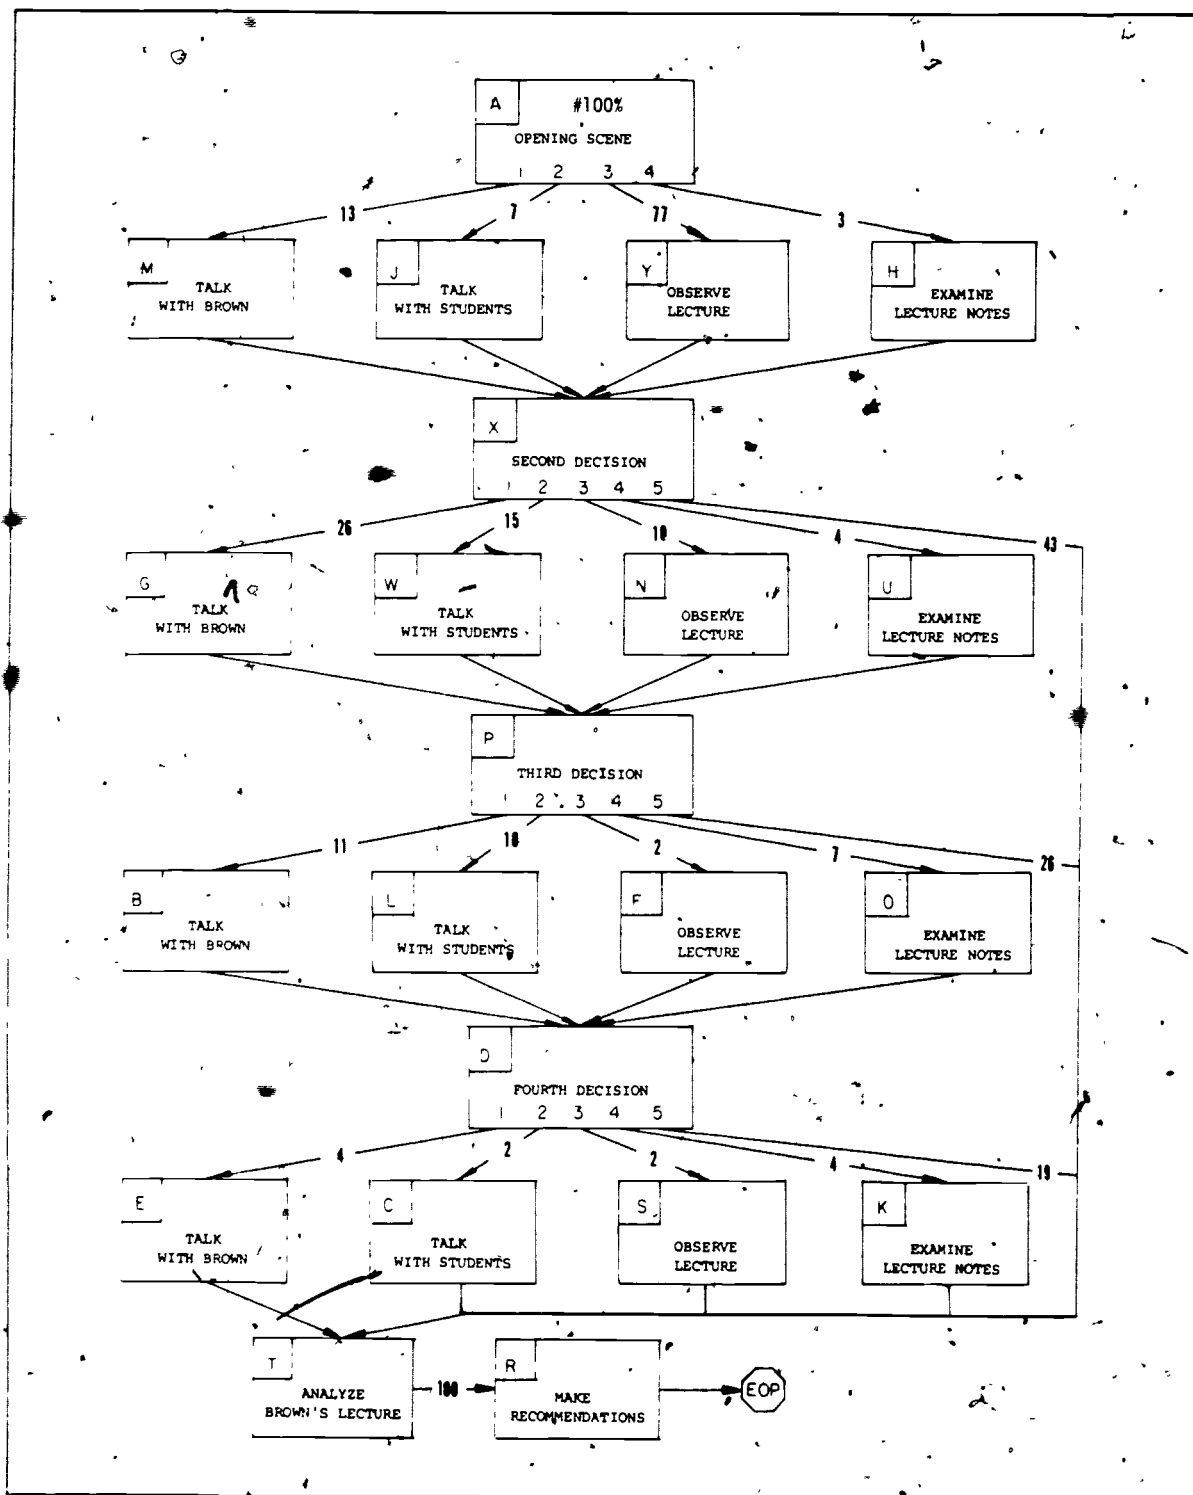 A #100%
OPENING SCENE
1 2 3 4
13 7 77 3
M J Y H
TALK WITH BROWN
TALK WITH STUDENTS
OBSERVE LECTURE
EXAMINE LECTURE NOTES
X
SECOND DECISION
1 2 3 4 5
26 15 10 4 43
G W N U
TALK WITH BROWN
TALK WITH STUDENTS
OBSERVE LECTURE
EXAMINE LECTURE NOTES
P
THIRD DECISION
1 2 3 4 5
11 10 2 7 26
B L F O
TALK WITH BROWN
TALK WITH STUDENTS
OBSERVE LECTURE
EXAMINE LECTURE NOTES
D
FOURTH DECISION
1 2 3 4 5
4 2 2 4 19
E C S K
TALK WITH BROWN
TALK WITH STUDENTS
OBSERVE LECTURE
EXAMINE LECTURE NOTES
T
ANALYZE
BROWN'S LECTURE
100
R
MAKE
RECOMMENDATIONS
EOP